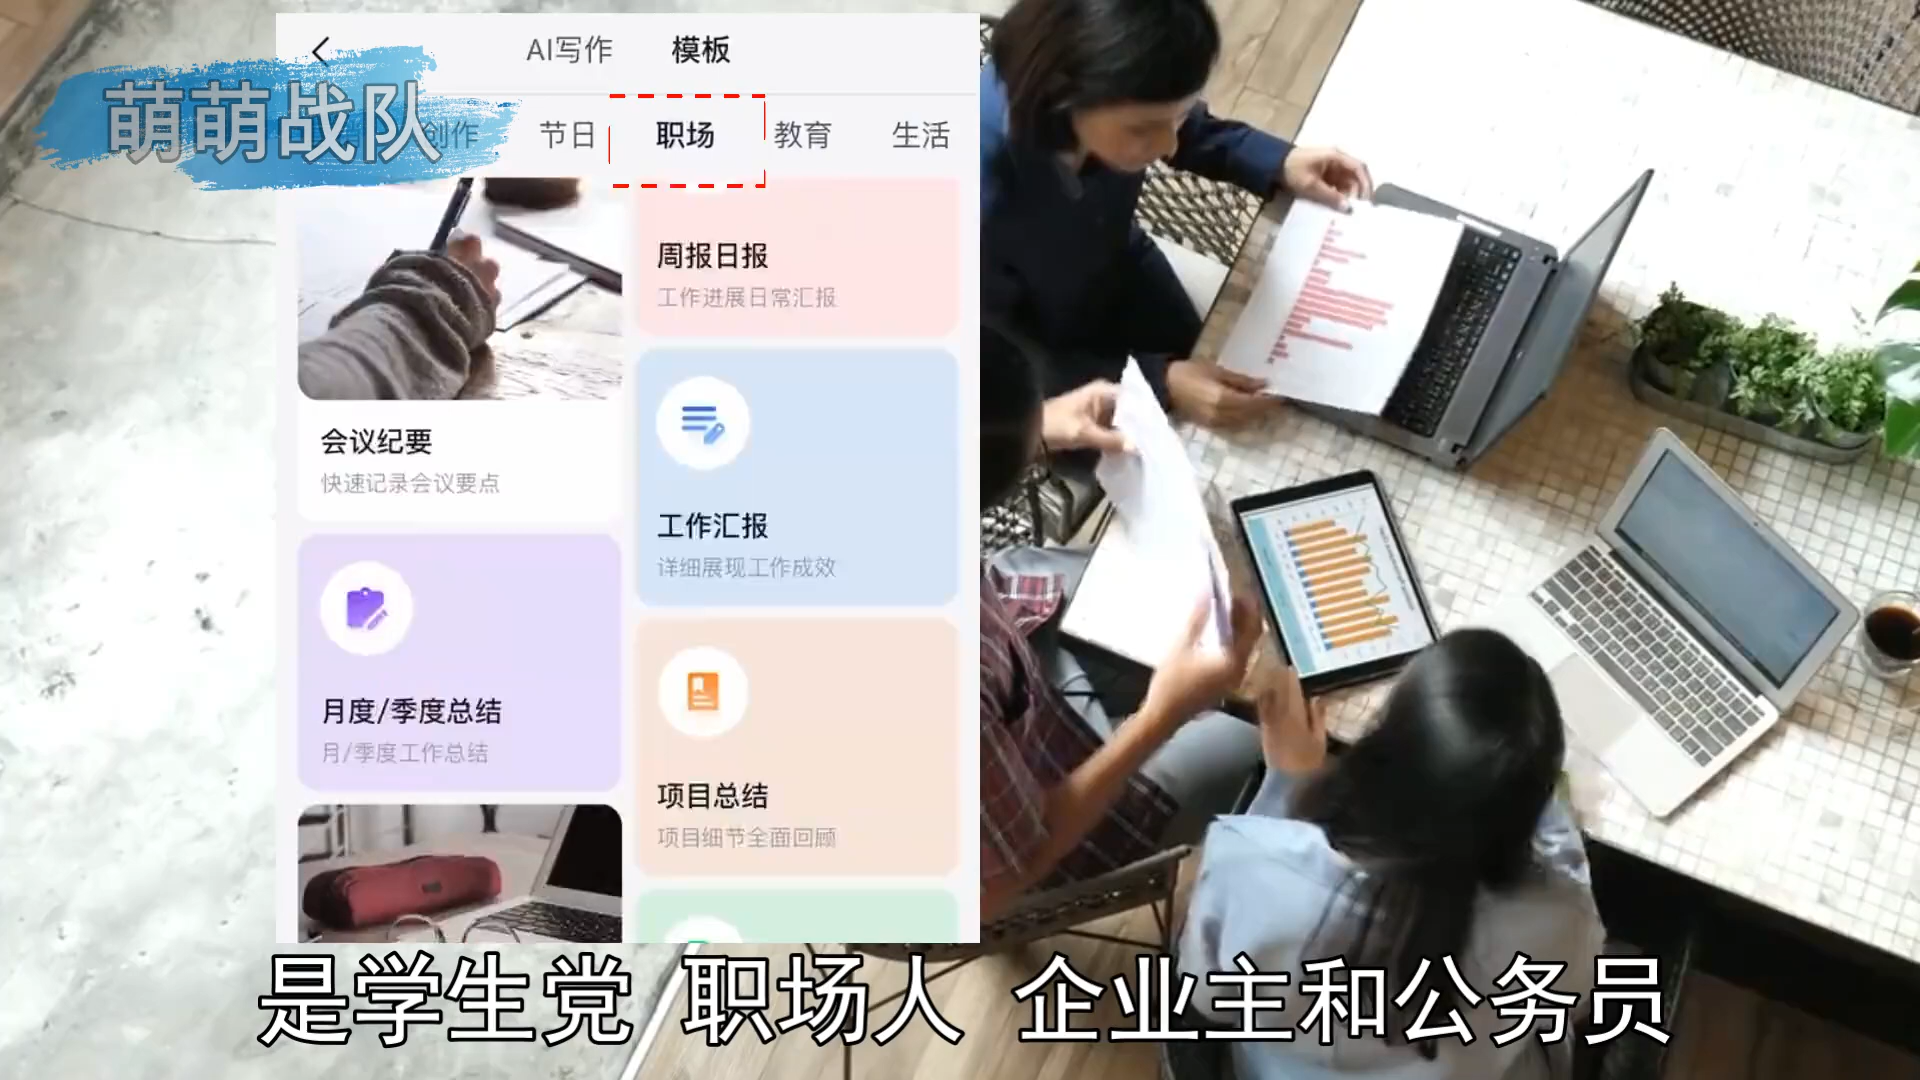 AI写作 模板
萌萌战队
创作 节日 职场 教育 生活
周报日报
工作进展日常汇报
会议纪要
快速记录会议要点
工作汇报
详细展现工作成效
月度/季度总结
月/季度工作总结
项目总结
项目细节全面回顾
是学生党 职场人 企业主和公务员